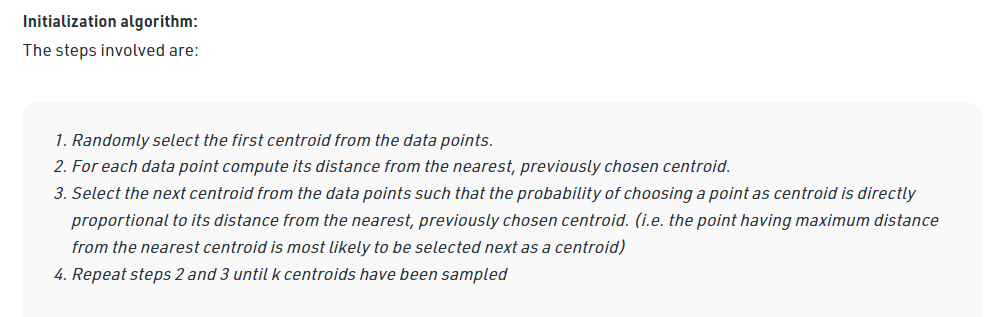 Initialization algorithm:
The steps involved are:
1. Randomly select the first centroid from the data points.
2. For each data point compute its distance from the nearest, previously chosen centroid.
3. Select the next centroid from the data points such that the probability of choosing a point as centroid is directly
proportional to its distance from the nearest, previously chosen centroid. (i.e. the point having maximum distance
from the nearest centroid is most likely to be selected next as a centroid)
4. Repeat steps 2 and 3 until k centroids have been sampled